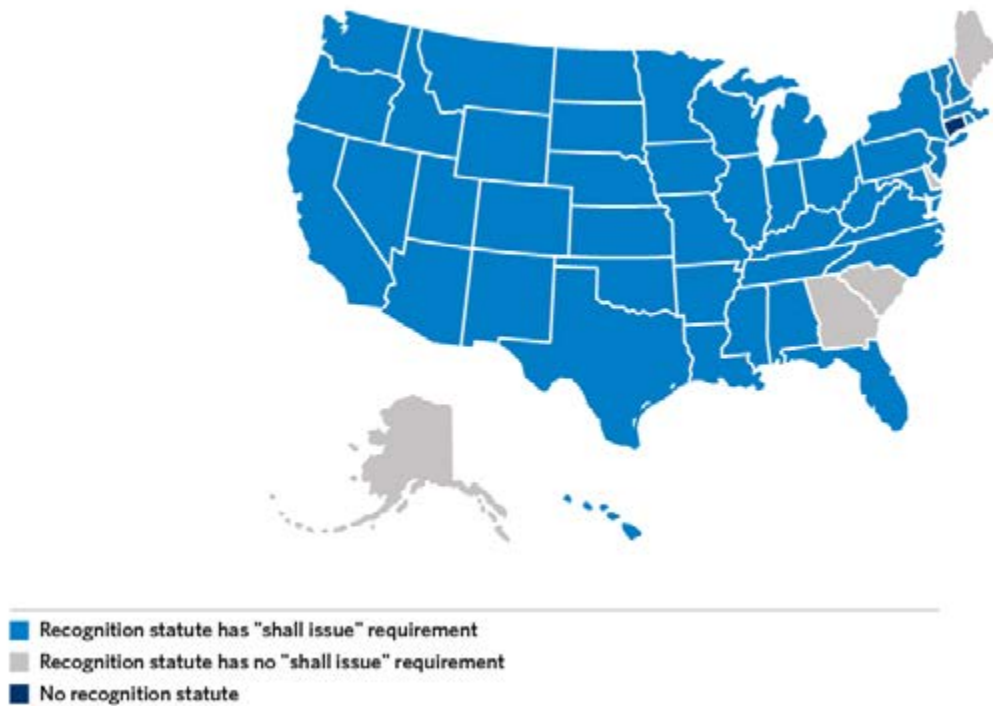 Recognition statute has "shall issue" requirement
Recognition statute has no "shall issue" requirement
No recognition statute